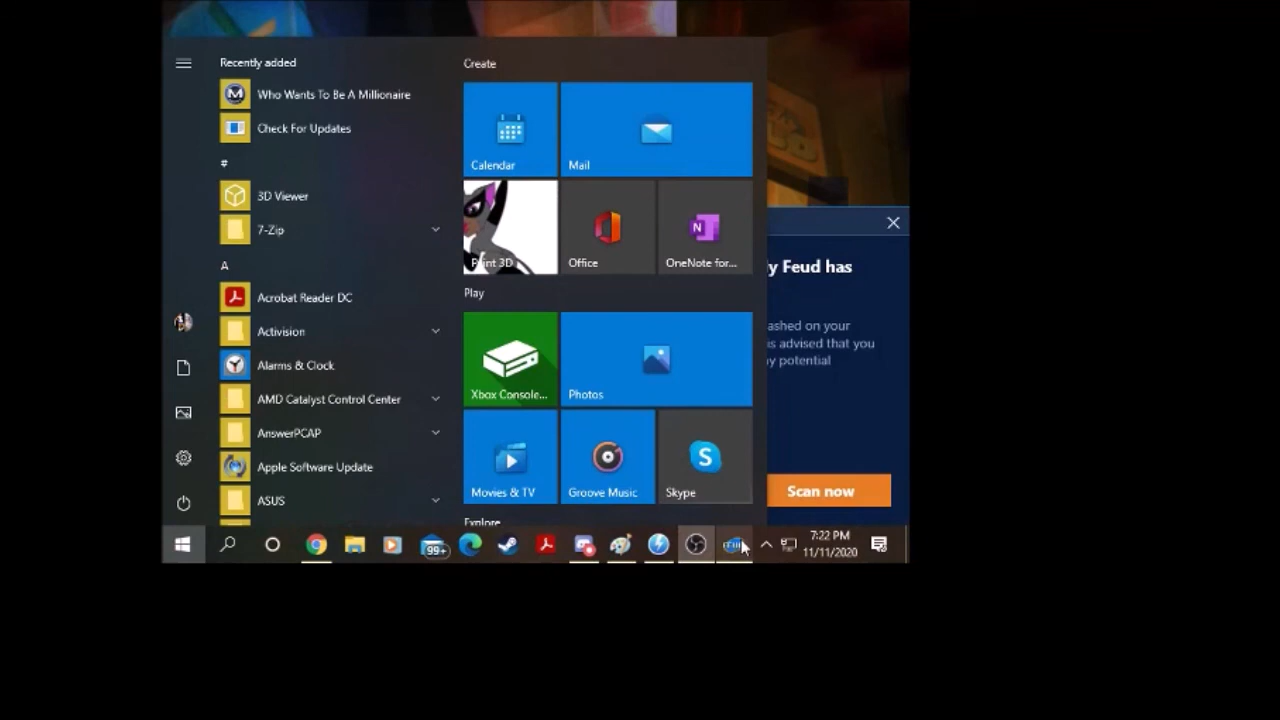 Recently added
Who Wants To Be A Millionaire
Check For Updates
#
3D Viewer
7-Zip
A
Acrobat Reader DC
Activision
Alarms & Clock
AMD Catalyst Control Center
AnswerPCAP
Apple Software Update
ASUS
Create
Calendar
Mail
Paint 3D
Office
OneNote for...
Play
Xbox Console...
Photos
Movies & TV
Groove Music
Skype
Explore
y Feud has
ashed on your
s advised that you
y potential
Scan now
99+
7:22 PM
11/11/2020